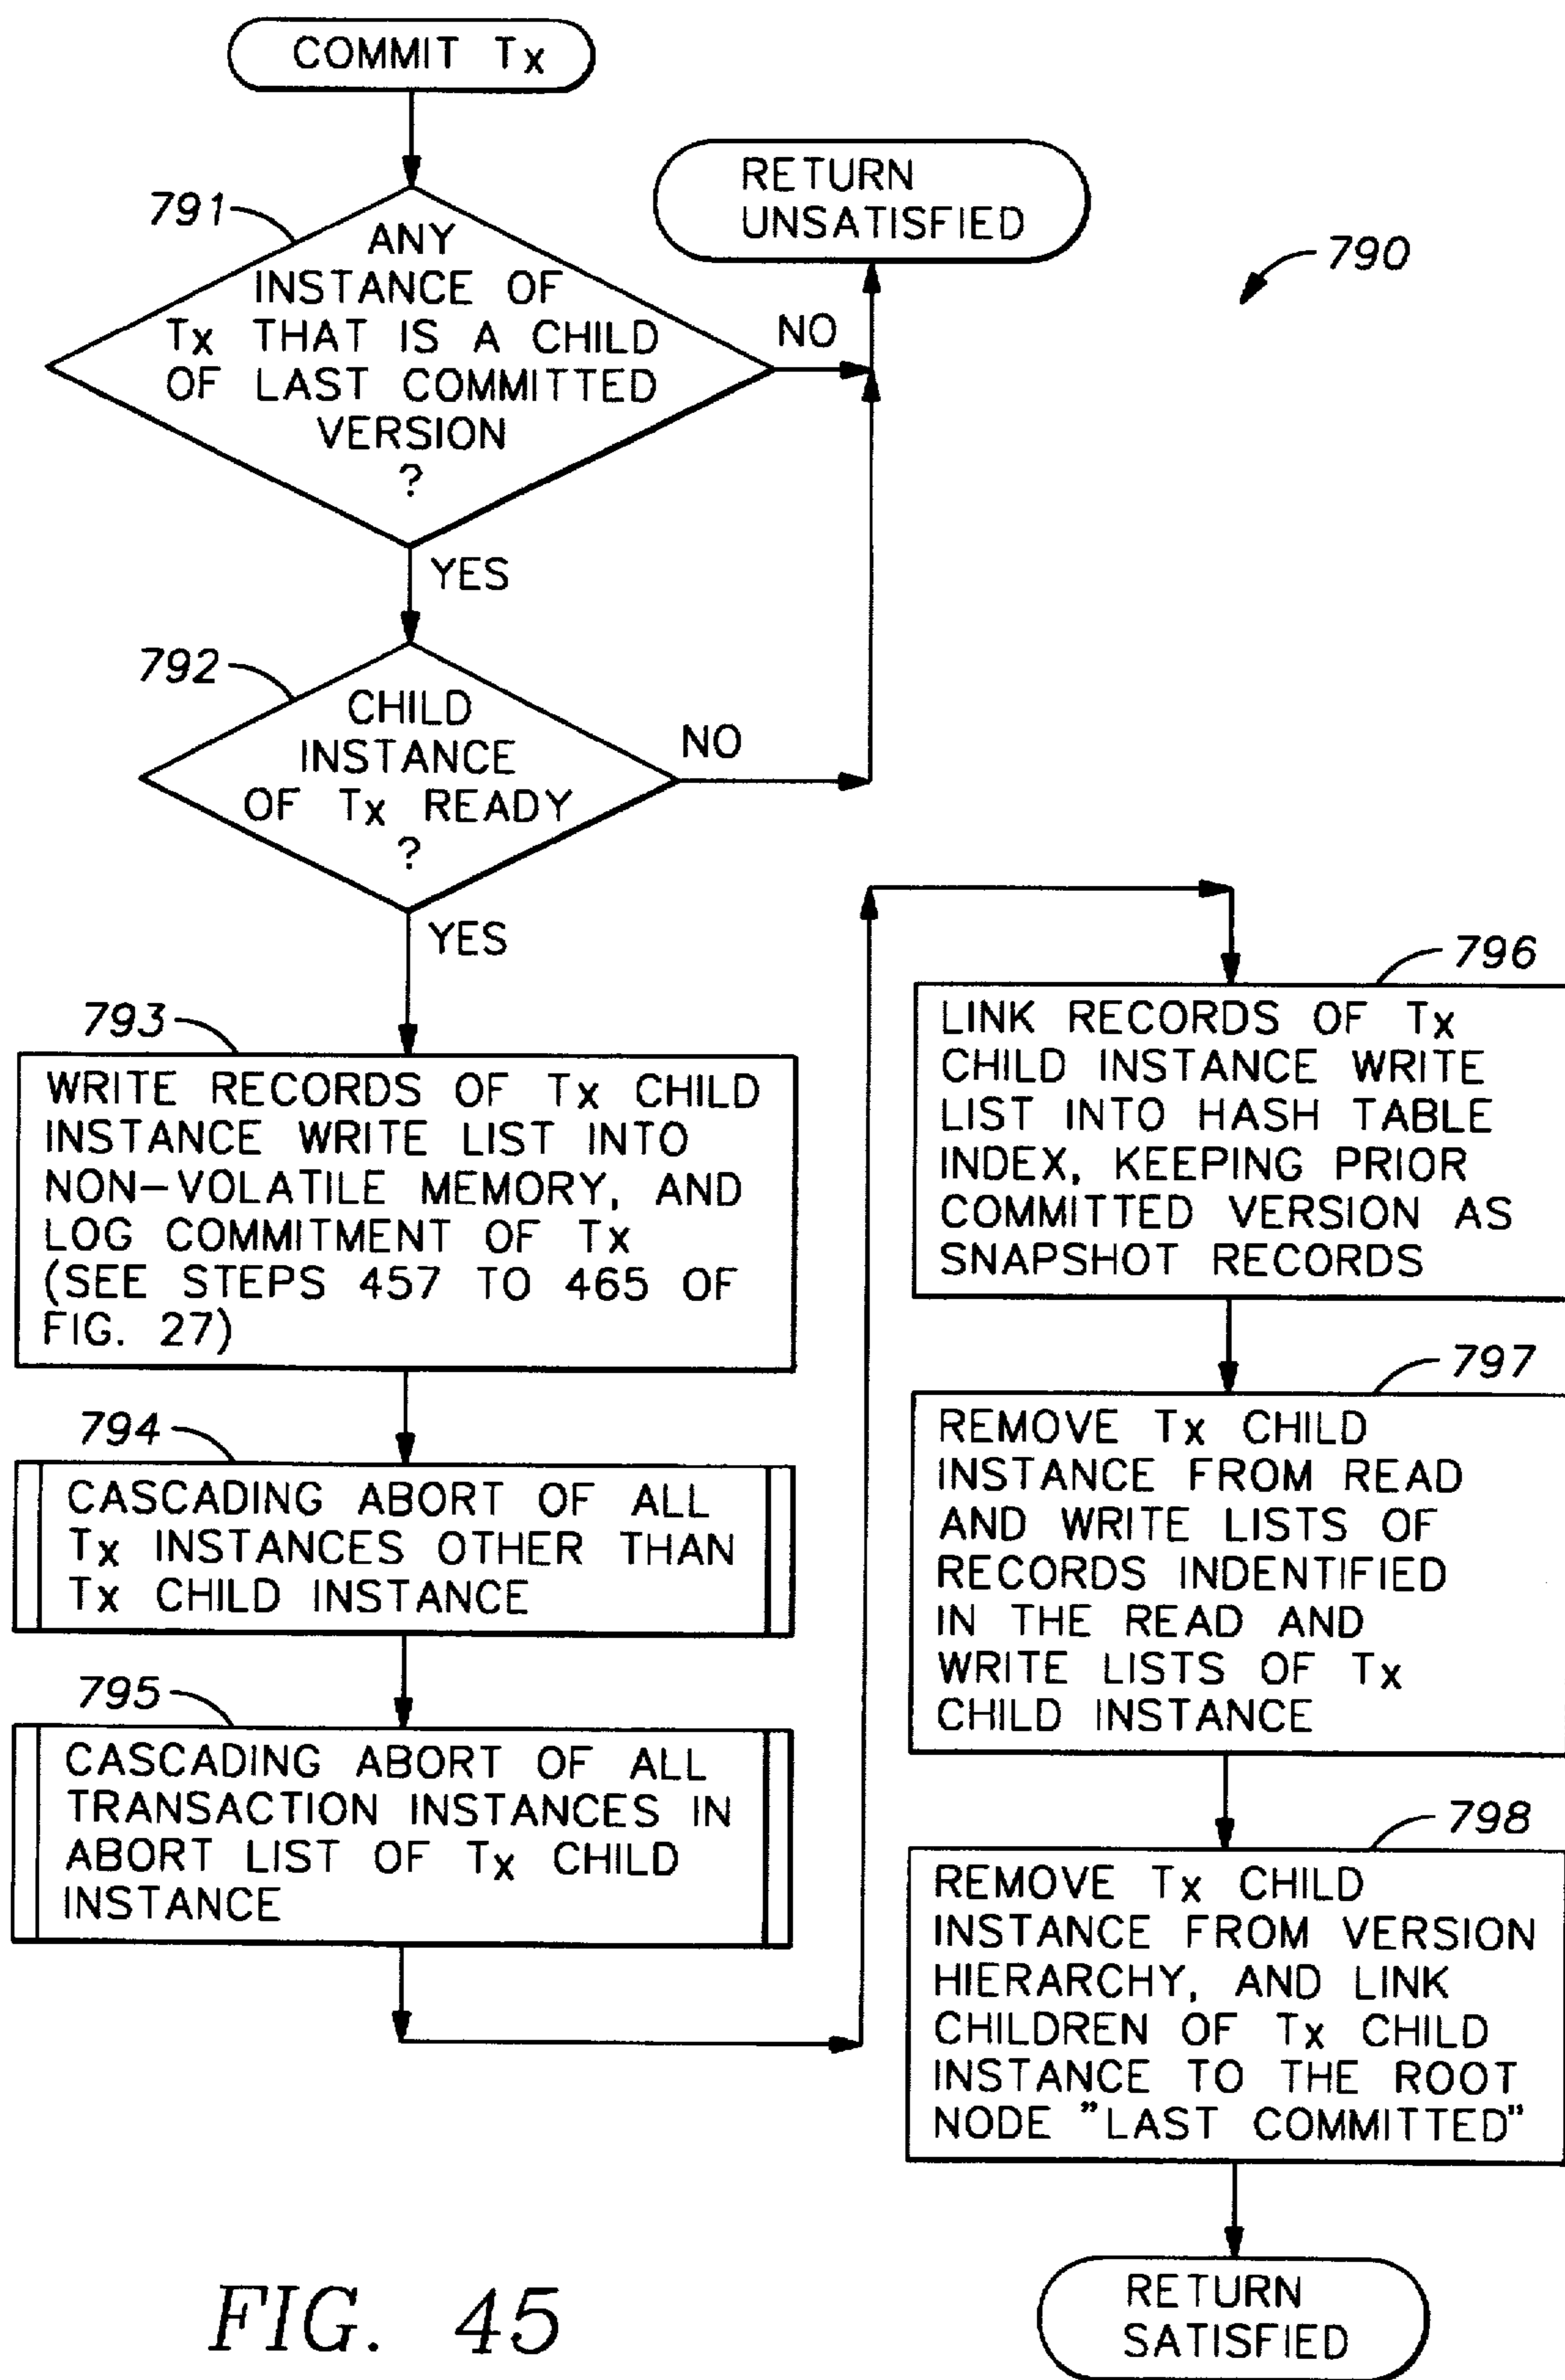 COMMIT Tx
RETURN
UNSATISFIED
790
791
ANY
INSTANCE OF
Tx THAT IS A CHILD
OF LAST COMMITTED
VERSION
?
NO
YES
792
CHILD
INSTANCE
OF Tx READY
?
NO
YES
793
WRITE RECORDS OF Tx CHILD
INSTANCE WRITE LIST INTO
NON-VOLATILE MEMORY, AND
LOG COMMITMENT OF Tx
(SEE STEPS 457 TO 465 OF
FIG. 27)
794
CASCADING ABORT OF ALL
Tx INSTANCES OTHER THAN
Tx CHILD INSTANCE
795
CASCADING ABORT OF ALL
TRANSACTION INSTANCES IN
ABORT LIST OF Tx CHILD
INSTANCE
796
LINK RECORDS OF Tx
CHILD INSTANCE WRITE
LIST INTO HASH TABLE
INDEX, KEEPING PRIOR
COMMITTED VERSION AS
SNAPSHOT RECORDS
797
REMOVE Tx CHILD
INSTANCE FROM READ
AND WRITE LISTS OF
RECORDS INDENTIFIED
IN THE READ AND
WRITE LISTS OF Tx
CHILD INSTANCE
798
REMOVE Tx CHILD
INSTANCE FROM VERSION
HIERARCHY, AND LINK
CHILDREN OF Tx CHILD
INSTANCE TO THE ROOT
NODE "LAST COMMITTED"
RETURN
SATISFIED
FIG. 45